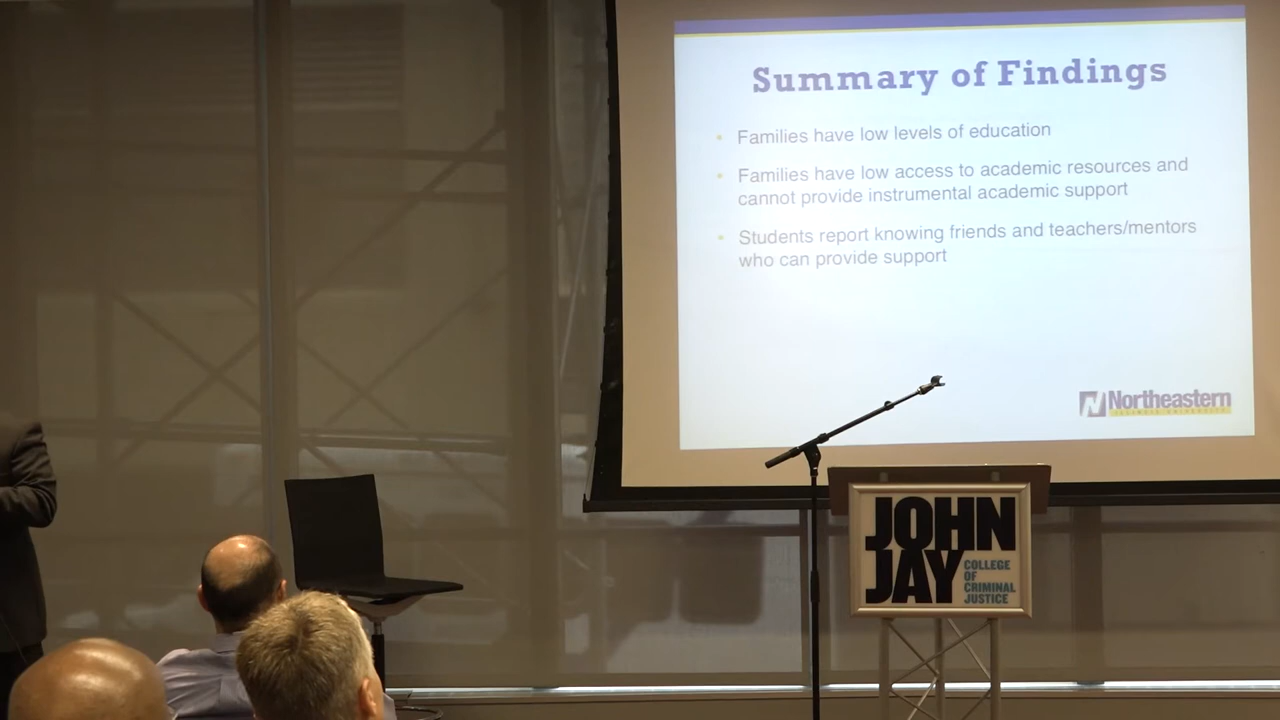 Summary of Findings
• Families have low levels of education
• Families have low access to academic resources and
cannot provide instrumental academic support
• Students report knowing friends and teachers/mentors
who can provide support
N Northeastern
ILLINOIS UNIVERSITY
JOHN
JAY
COLLEGE
OF
CRIMINAL
JUSTICE